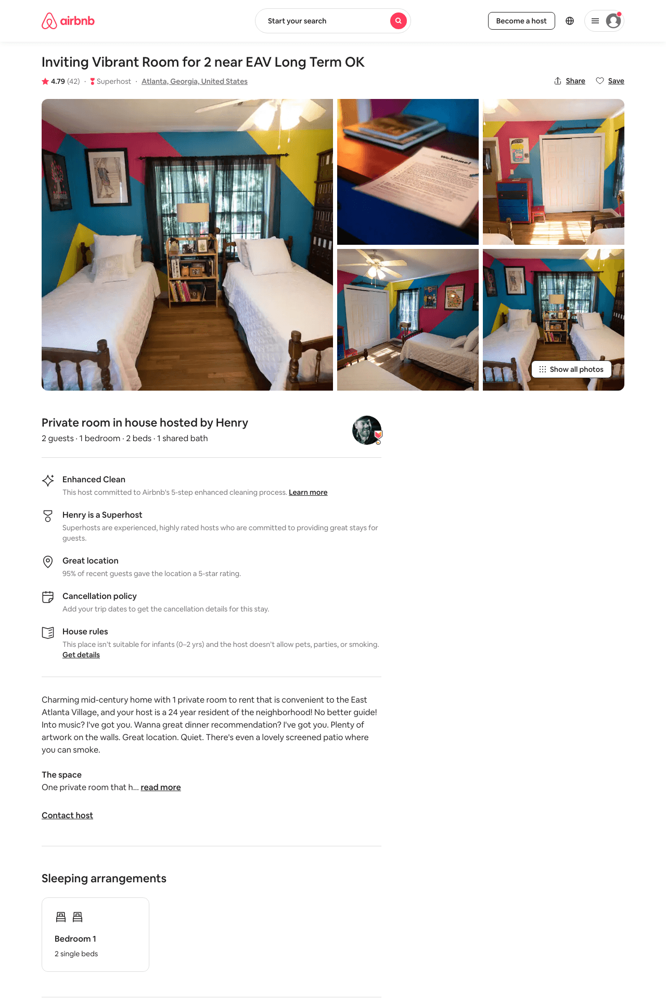 airbnb
Start your search
Become a host
Inviting Vibrant Room for 2 near EAV Long Term OK
4.79 (42) · Superhost · Atlanta, Georgia, United States
Share
Save
Welcome!
Show all photos
Private room in house hosted by Henry
2 guests · 1 bedroom · 2 beds · 1 shared bath
Enhanced Clean
This host committed to Airbnb's 5-step enhanced cleaning process. Learn more
Henry is a Superhost
Superhosts are experienced, highly rated hosts who are committed to providing great stays for
guests.
Great location
95% of recent guests gave the location a 5-star rating.
Cancellation policy
Add your trip dates to get the cancellation details for this stay.
House rules
This place isn’t suitable for infants (0–2 yrs) and the host doesn’t allow pets, parties, or smoking.
Get details
Charming mid-century home with 1 private room to rent that is convenient to the East
Atlanta Village, and your host is a 24 year resident of the neighborhood! No better guide!
Into music? I've got you. Wanna great dinner recommendation? I've got you. Plenty of
artwork on the walls. Great location. Quiet. There's even a lovely screened patio where
you can smoke.
The space
One private room that h... read more
Contact host
Sleeping arrangements
Bedroom 1
2 single beds